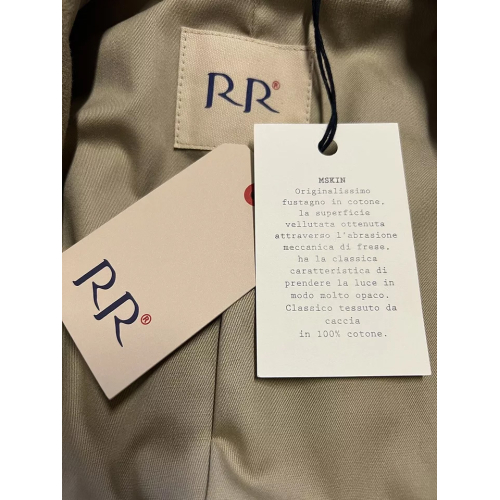 RR®
MSKIN
Originalissimo
fustagno in cotone,
la superficie
vellutata ottenuta
attraverso l'abrasione
meccanica di frese,
ha la classica
caratteristica di
prendere la luce in
modo molto opaco.
Classico tessuto da
caccia
in 100% cotone.
RR®